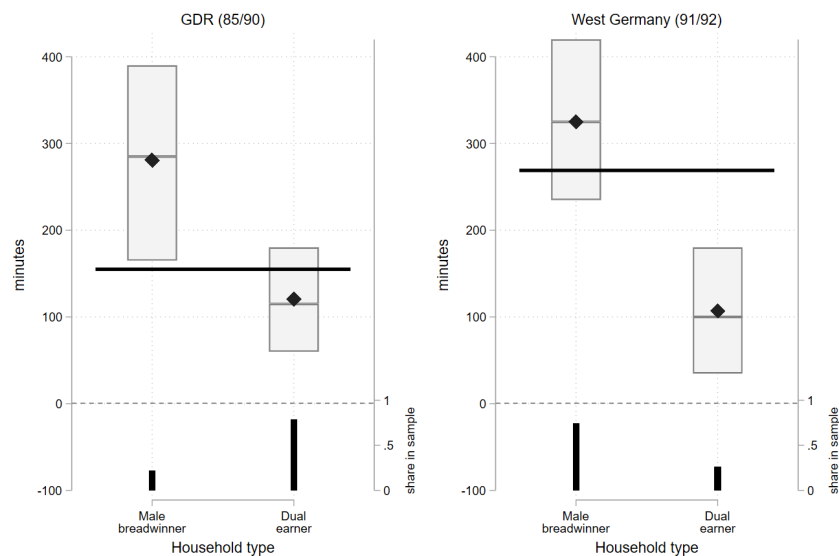 GDR (85/90)
400
300
200
100
0
-100
minutes
1
.5
0
share in sample
Male
breadwinner
Dual
earner
Household type
West Germany (91/92)
400
300
200
100
0
-100
minutes
1
.5
0
share in sample
Male
breadwinner
Dual
earner
Household type